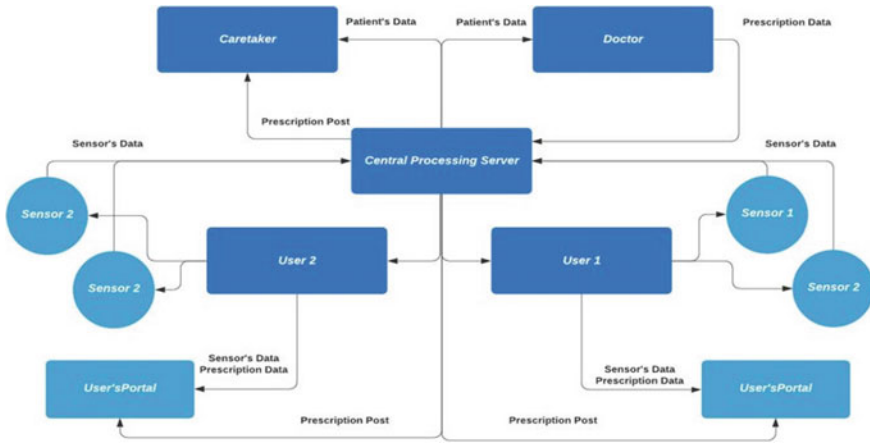 Patient's Data
Patient's Data
Caretaker
Doctor
Prescription Data
Prescription Post
Sensor's Data
Central Processing Server
Sensor's Data
Sensor 2
Sensor 1
User 2
User 1
Sensor 2
Sensor 2
Sensor's Data
Prescription Data
Sensor's Data
Prescription Data
User'sPortal
User'sPortal
Prescription Post
Prescription Post